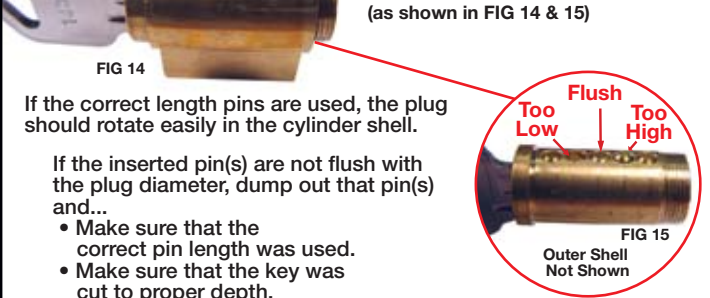 (as shown in FIG 14 & 15)
FIG 14
If the correct length pins are used, the plug
should rotate easily in the cylinder shell.
If the inserted pin(s) are not flush with
the plug diameter, dump out that pin(s)
and...
• Make sure that the
correct pin length was used.
• Make sure that the key was
cut to proper depth.
Too
Low
Flush
Too
High
FIG 15
Outer Shell
Not Shown